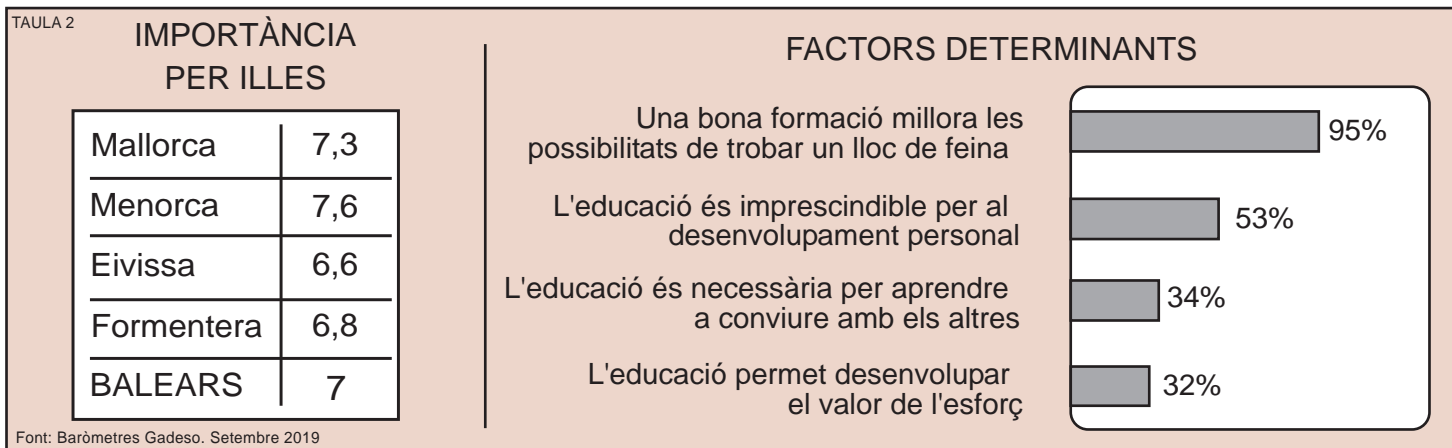 TAULA 2
IMPORTÀNCIA
PER ILLES
Mallorca 7,3
Menorca 7,6
Eivissa 6,6
Formentera 6,8
BALEARS 7
FACTORS DETERMINANTS
Una bona formació millora les
possibilitats de trobar un lloc de feina
95%
L'educació és imprescindible per al
desenvolupament personal
53%
L'educació és necessària per aprendre
a conviure amb els altres
34%
L'educació permet desenvolupar
el valor de l'esforç
32%
Font: Baròmetres Gadeso. Setembre 2019